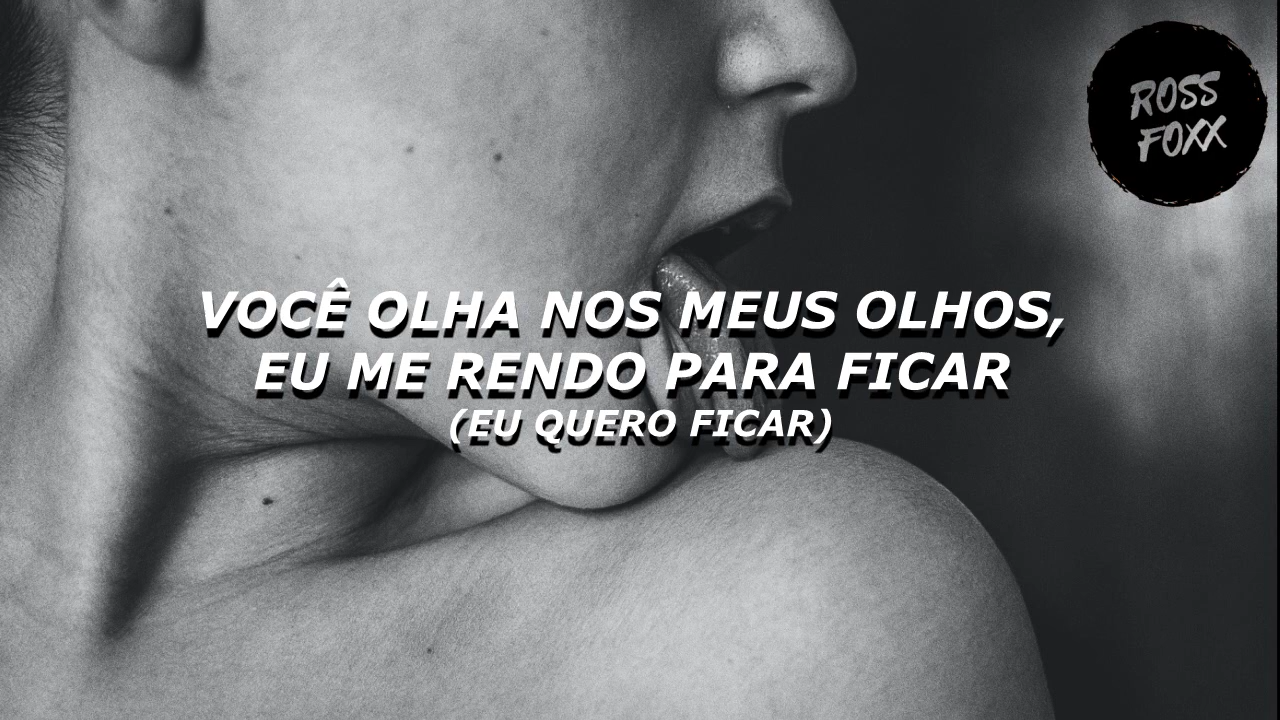 ROSS
FOXX
VOCÊ OLHA NOS MEUS OLHOS,
EU ME RENDO PARA FICAR
(EU QUERO FICAR)